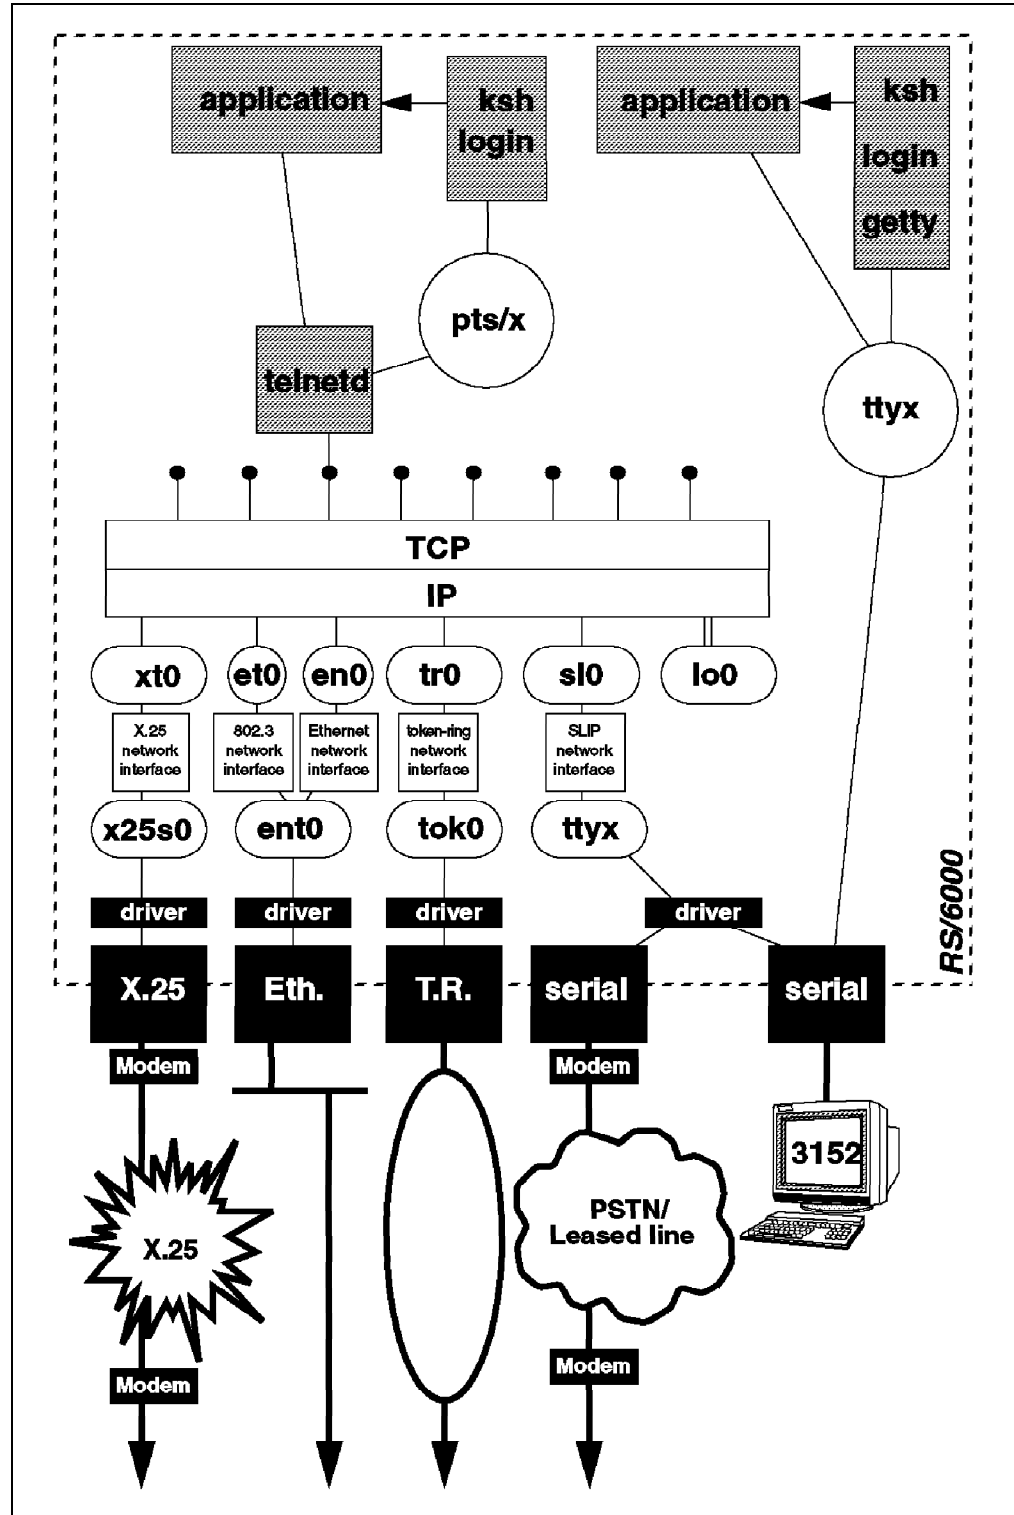 application
ksh
login
application
ksh
login
getty
pts/x
telnetd
ttyx
TCP
IP
xt0
et0
en0
tr0
sl0
lo0
X.25
network
interface
802.3
network
interface
Ethernet
network
interface
token-ring
network
interface
SLIP
network
interface
x25s0
ent0
tok0
ttyx
driver
driver
driver
driver
RS/6000
X.25
Eth.
T.R.
serial
serial
Modem
Modem
3152
X.25
PSTN/
Leased line
Modem
Modem